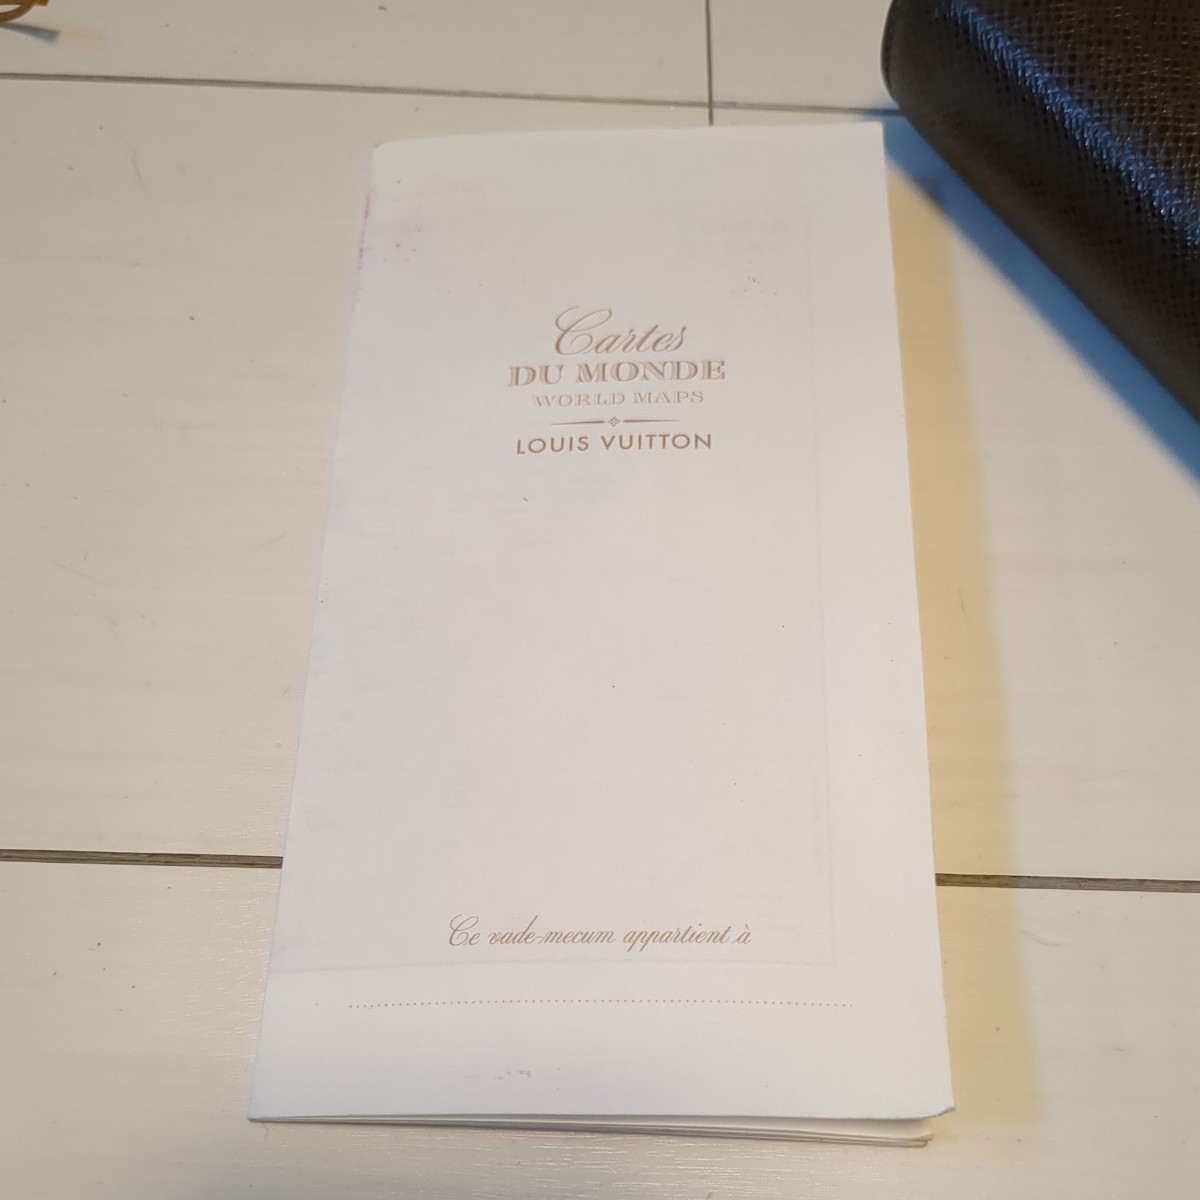 Cartes
DU MONDE
WORLD MAPS
LOUIS VUITTON
Ce vade-mecum appartient à